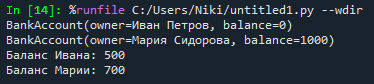 In [14]: %runfile C:/Users/Niki/untitled1.py --wdir
BankAccount(owner=Иван Петров, balance=0)
BankAccount(owner=Мария Сидорова, balance=1000)
Баланс Ивана: 500
Баланс Марии: 700